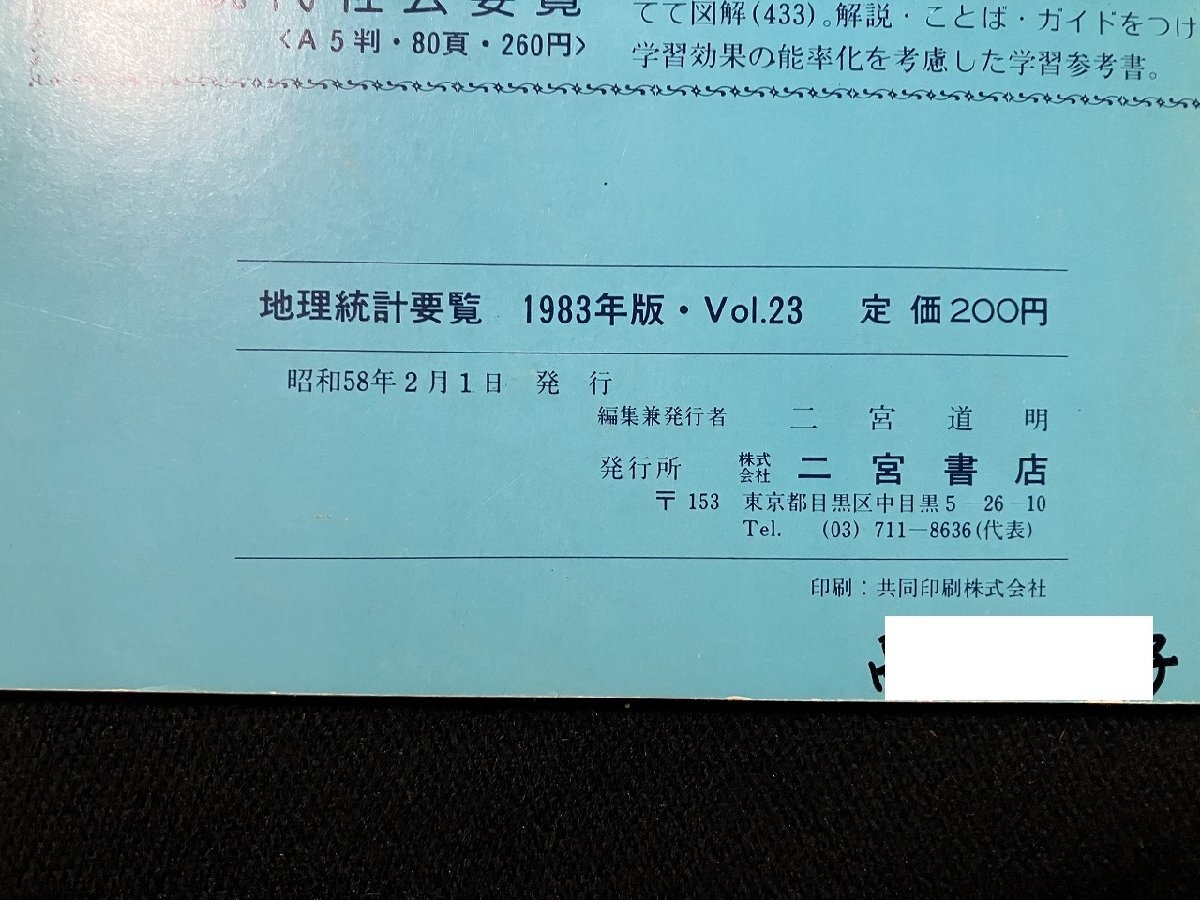 社会要覧
〈A5判・80頁・260円〉
てて図解(433)。解説・ことば・ガイドをつけ
学習効果の能率化を考慮した学習参考書。
地理統計要覧 1983年版・Vol.23 定価200円
昭和58年2月1日 発行
編集兼発行者 二宮道明
発行所 株式会社 二宮書店
〒153 東京都目黒区中目黒5-26-10
Tel. (03) 711-8636(代表)
印刷:共同印刷株式会社
子